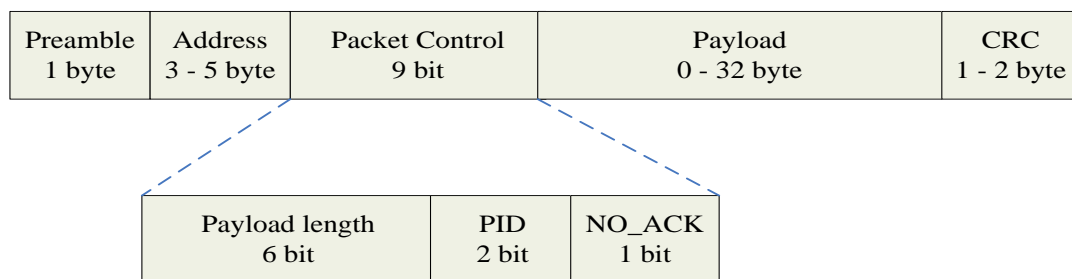 Preamble
1 byte
Address
3 - 5 byte
Packet Control
9 bit
Payload
0 - 32 byte
CRC
1 - 2 byte
Payload length
6 bit
PID
2 bit
NO_ACK
1 bit